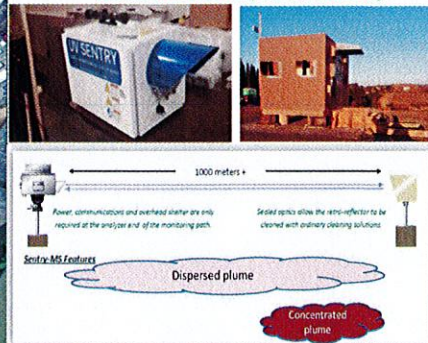 UV SENTRY
1000 meters +
Power, communications and overhead shelter are only
required at the analyzer end of the monitoring path.
Sealed optics allow the retro-reflector to be
cleaned with ordinary cleaning solutions.
Sentry-MS Features
Dispersed plume
Concentrated
plume